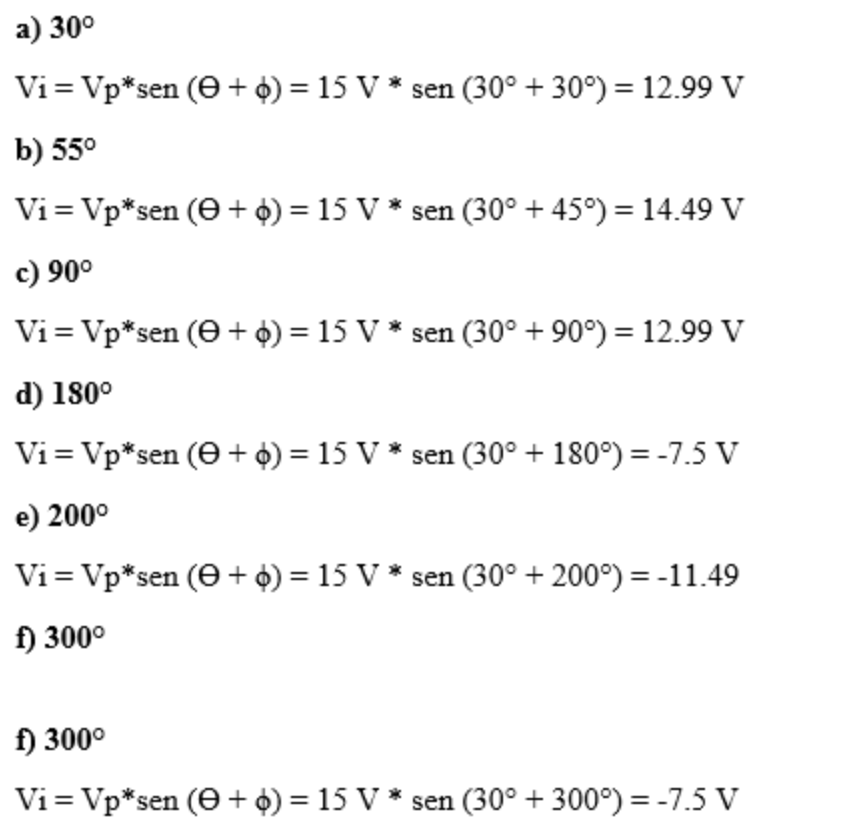 a) 30°
Vi = Vp*sen (Θ + ϕ) = 15 V * sen (30° + 30°) = 12.99 V
b) 55°
Vi = Vp*sen (Θ + ϕ) = 15 V * sen (30° + 45°) = 14.49 V
c) 90°
Vi = Vp*sen (Θ + ϕ) = 15 V * sen (30° + 90°) = 12.99 V
d) 180°
Vi = Vp*sen (Θ + ϕ) = 15 V * sen (30° + 180°) = -7.5 V
e) 200°
Vi = Vp*sen (Θ + ϕ) = 15 V * sen (30° + 200°) = -11.49
f) 300°
f) 300°
Vi = Vp*sen (Θ + ϕ) = 15 V * sen (30° + 300°) = -7.5 V